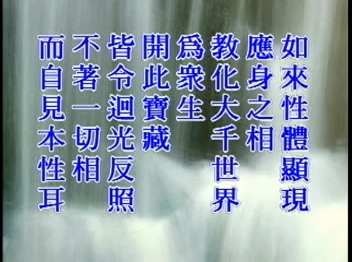 如來性體顯現
應身之相
教化大千世界
為衆生
開此寶藏
皆令迴光反照
不著一切相
而自見本性耳